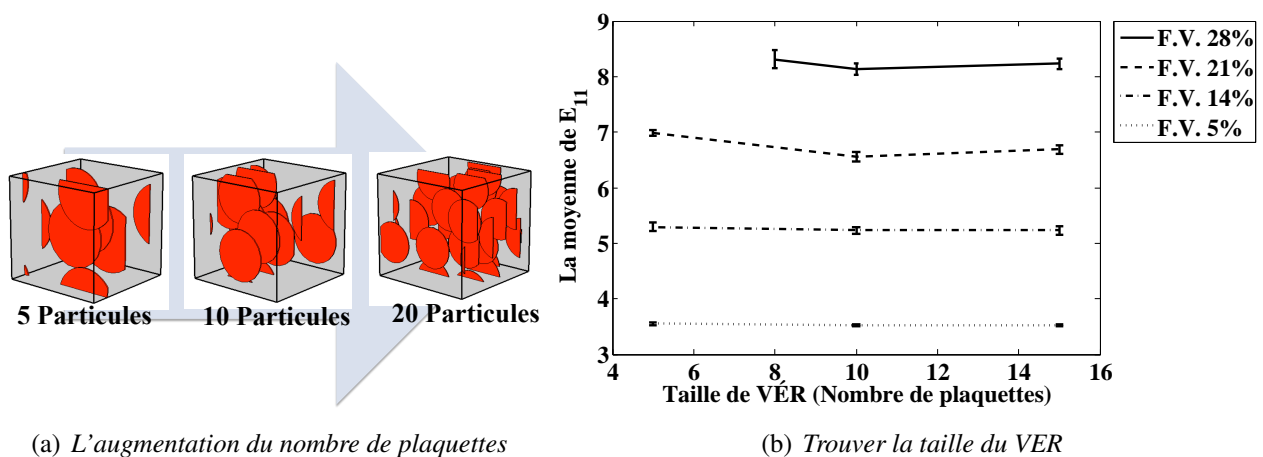 5 Particules
10 Particules
20 Particules
(a) L'augmentation du nombre de plaquettes
9
8
7
6
5
4
3
La moyenne de E11
4
6
8
10
12
14
16
Taille de VÉR (Nombre de plaquettes)
F.V. 28%
F.V. 21%
F.V. 14%
F.V. 5%
(b) Trouver la taille du VER